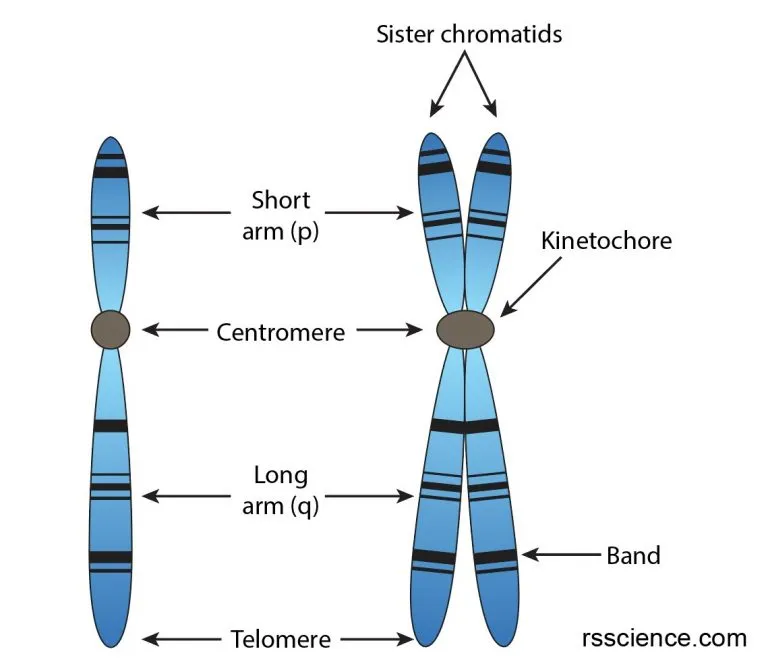 Sister chromatids
Short
arm (p)
Kinetochore
Centromere
Long
arm (q)
Band
Telomere
rsscience.com